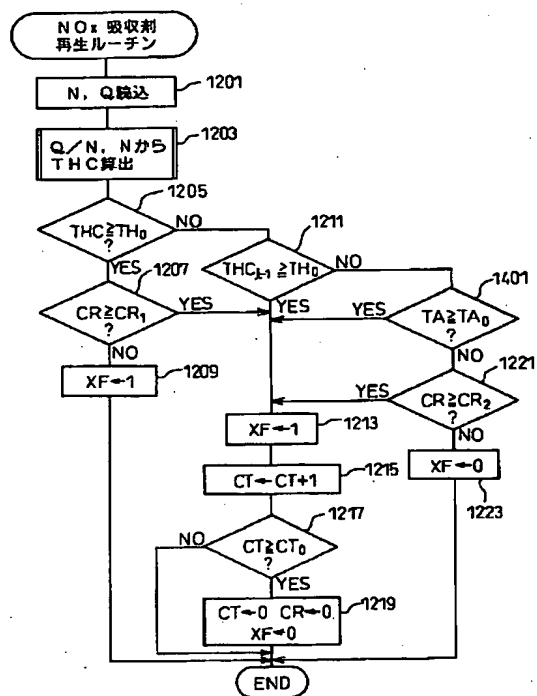 NOx 吸収剤
再生ルーチン
N, Q読込
1201
Q／N, Nから
THC算出
1203
THC≧TH₀
?
1205
NO
YES
THCᵢ₋₁≧TH₀
?
1211
NO
YES
CR≧CR₁
?
1207
YES
NO
TA≧TA₀
?
1401
YES
NO
XF←1
1209
CR≧CR₂
?
1221
YES
NO
XF←1
1213
XF←0
1223
CT←CT+1
1215
CT≧CT₀
?
1217
NO
YES
CT←0 CR←0
XF←0
1219
END